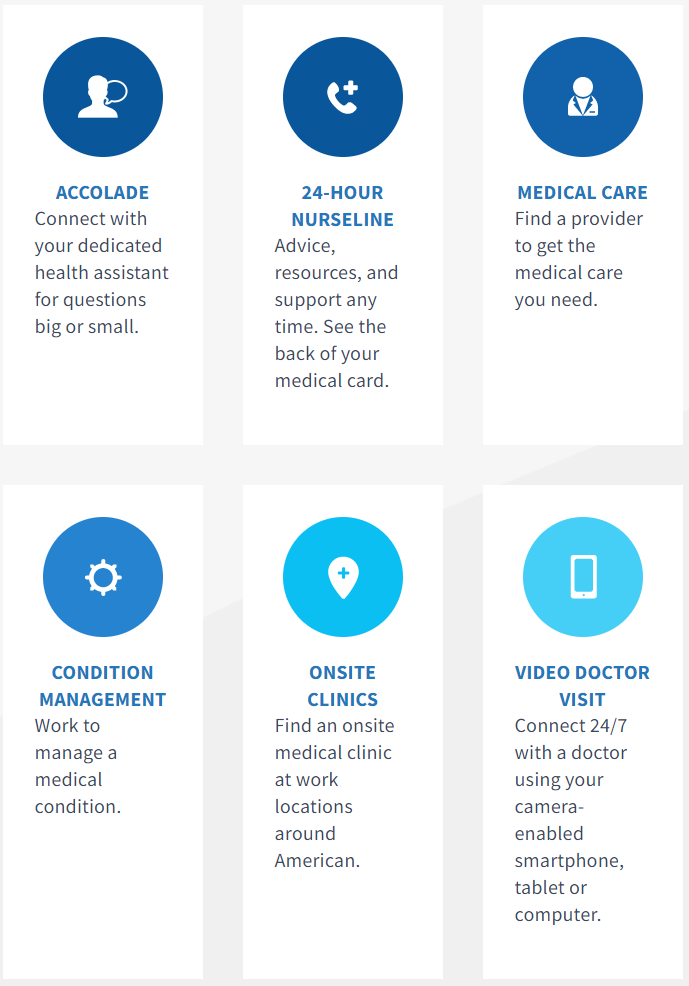 ACCOLADE
Connect with
your dedicated
health assistant
for questions
big or small.
24-HOUR
NURSELINE
Advice,
resources, and
support any
time. See the
back of your
medical card.
MEDICAL CARE
Find a provider
to get the
medical care
you need.
CONDITION
MANAGEMENT
Work to
manage a
medical
condition.
ONSITE
CLINICS
Find an onsite
medical clinic
at work
locations
around
American.
VIDEO DOCTOR
VISIT
Connect 24/7
with a doctor
using your
camera-
enabled
smartphone,
tablet or
computer.